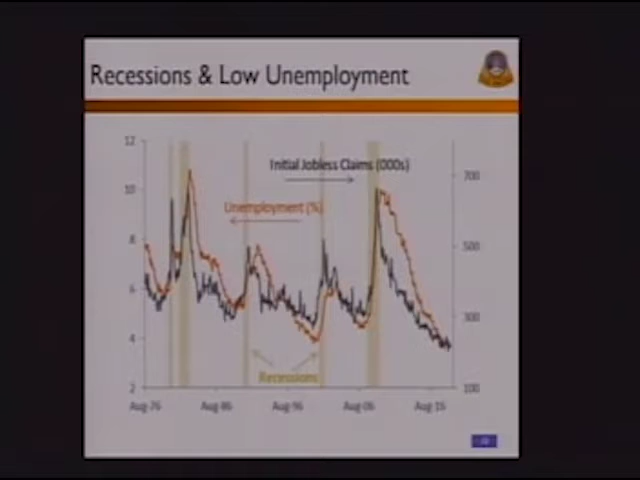 Recessions & Low Unemployment
12
10
8
6
4
2
Initial Jobless Claims (000s)
Unemployment (%)
Recessions
700
500
300
100
Aug-76
Aug-86
Aug-96
Aug-06
Aug-16